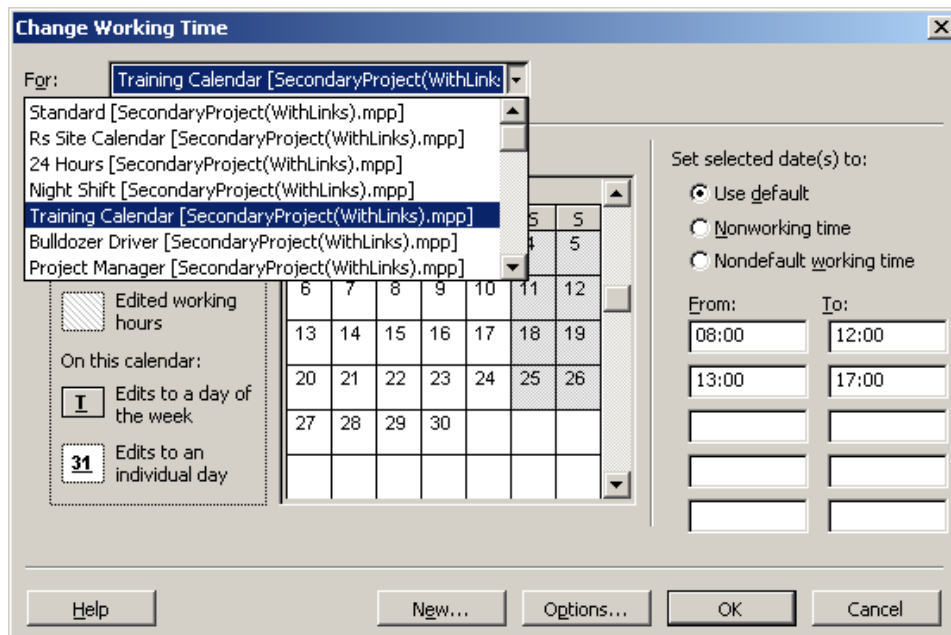 Change Working Time
For: Training Calendar [SecondaryProject(WithLinks
Standard [SecondaryProject(WithLinks).mpp]
Rs Site Calendar [SecondaryProject(WithLinks).mpp]
24 Hours [SecondaryProject(WithLinks).mpp]
Night Shift [SecondaryProject(WithLinks).mpp]
Training Calendar [SecondaryProject(WithLinks).mpp]
Bulldozer Driver [SecondaryProject(WithLinks).mpp]
Project Manager [SecondaryProject(WithLinks).mpp]
Edited working
hours
On this calendar:
T Edits to a day of
the week
31 Edits to an
individual day
S S
4 5
6 7 8 9 10 11 12
13 14 15 16 17 18 19
20 21 22 23 24 25 26
27 28 29 30
Set selected date(s) to:
Use default
Nonworking time
Nondefault working time
From: To:
08:00 12:00
13:00 17:00
Help New... Options... OK Cancel